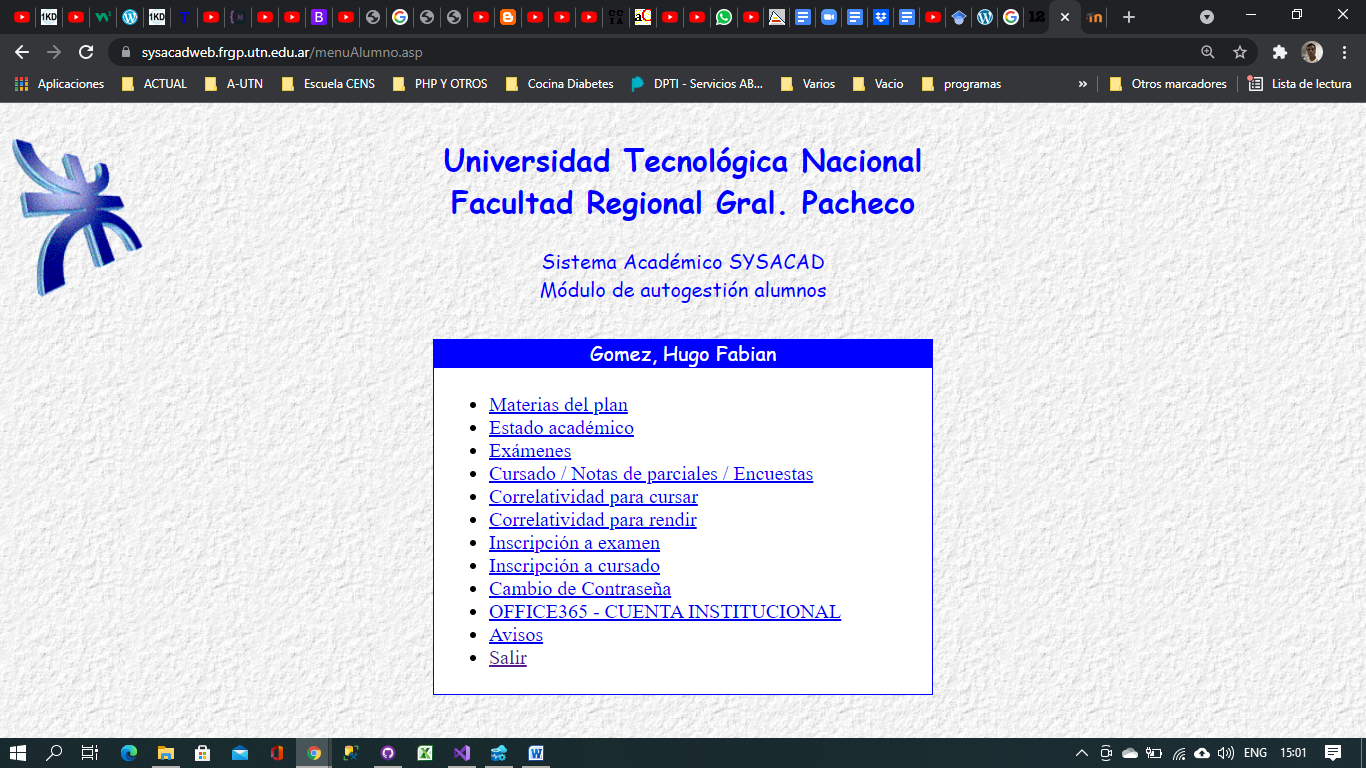 sysacadweb.frgp.utn.edu.ar/menuAlumno.asp
Aplicaciones ACTUAL A-UTN Escuela CENS PHP Y OTROS Cocina Diabetes DPTI - Servicios AB... Varios Vacio programas » Otros marcadores Lista de lectura
Universidad Tecnológica Nacional
Facultad Regional Gral. Pacheco
Sistema Académico SYSACAD
Módulo de autogestión alumnos
Gomez, Hugo Fabian
Materias del plan
Estado académico
Exámenes
Cursado / Notas de parciales / Encuestas
Correlatividad para cursar
Correlatividad para rendir
Inscripción a examen
Inscripción a cursado
Cambio de Contraseña
OFFICE365 - CUENTA INSTITUCIONAL
Avisos
Salir
ENG 15:01